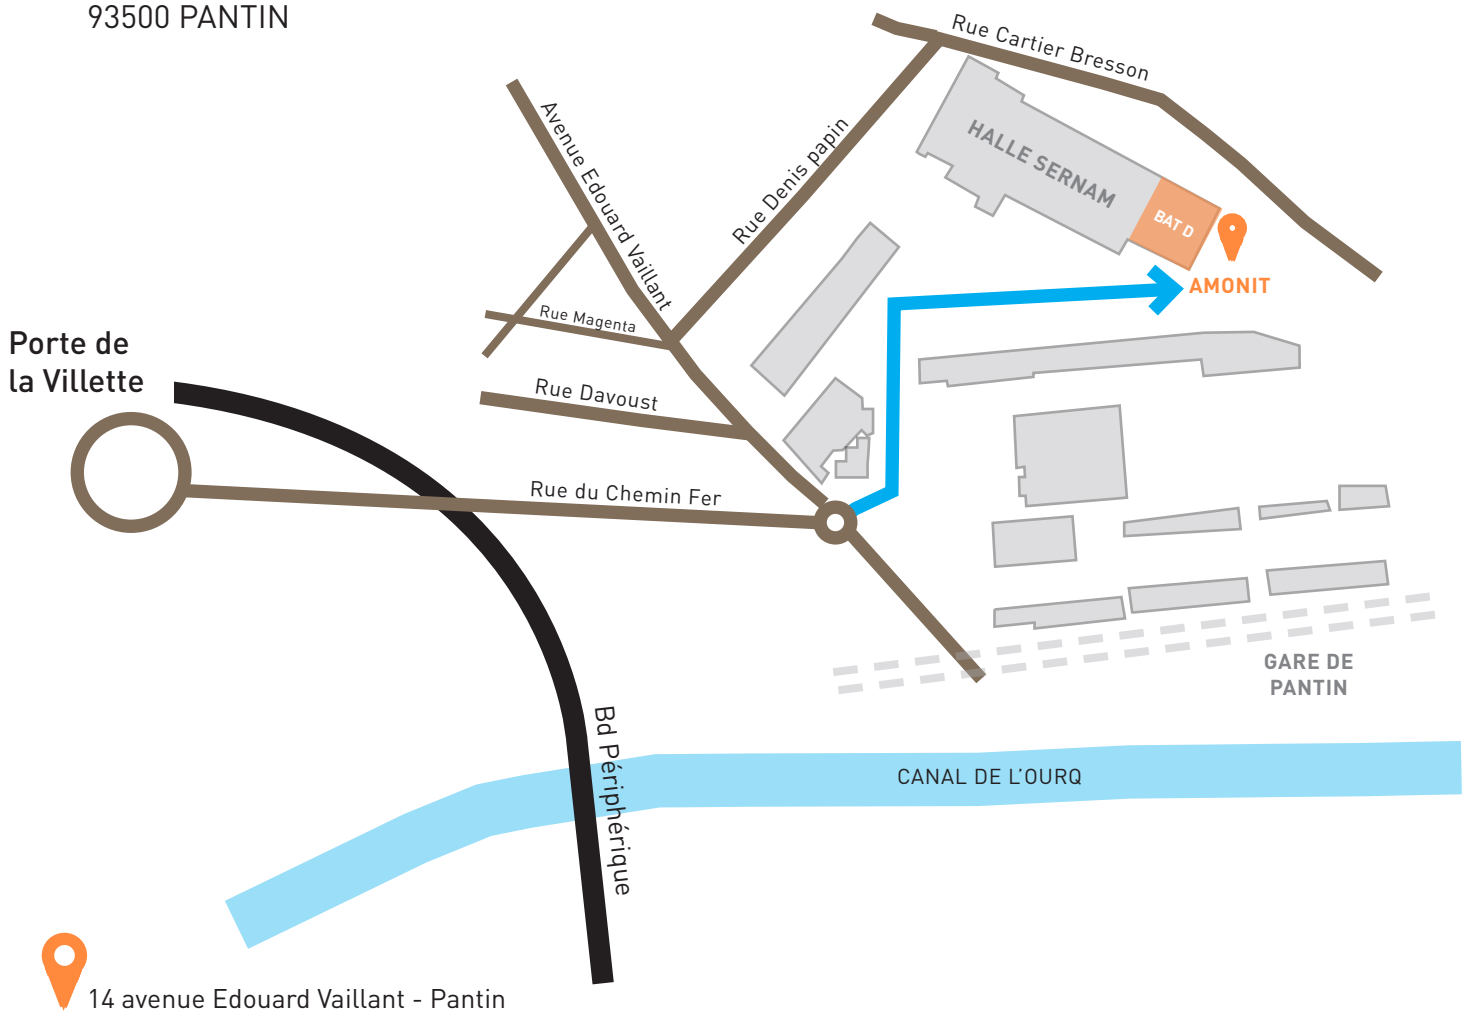 93500 PANTIN
Rue Cartier Bresson
Avenue Edouard Vaillant
Rue Denis papin
HALLE SERNAM
BAT D
AMONIT
Rue Magenta
Porte de
la Villette
Rue Davoust
Rue du Chemin Fer
GARE DE
PANTIN
Bd Périphérique
CANAL DE L'OURQ
14 avenue Edouard Vaillant - Pantin